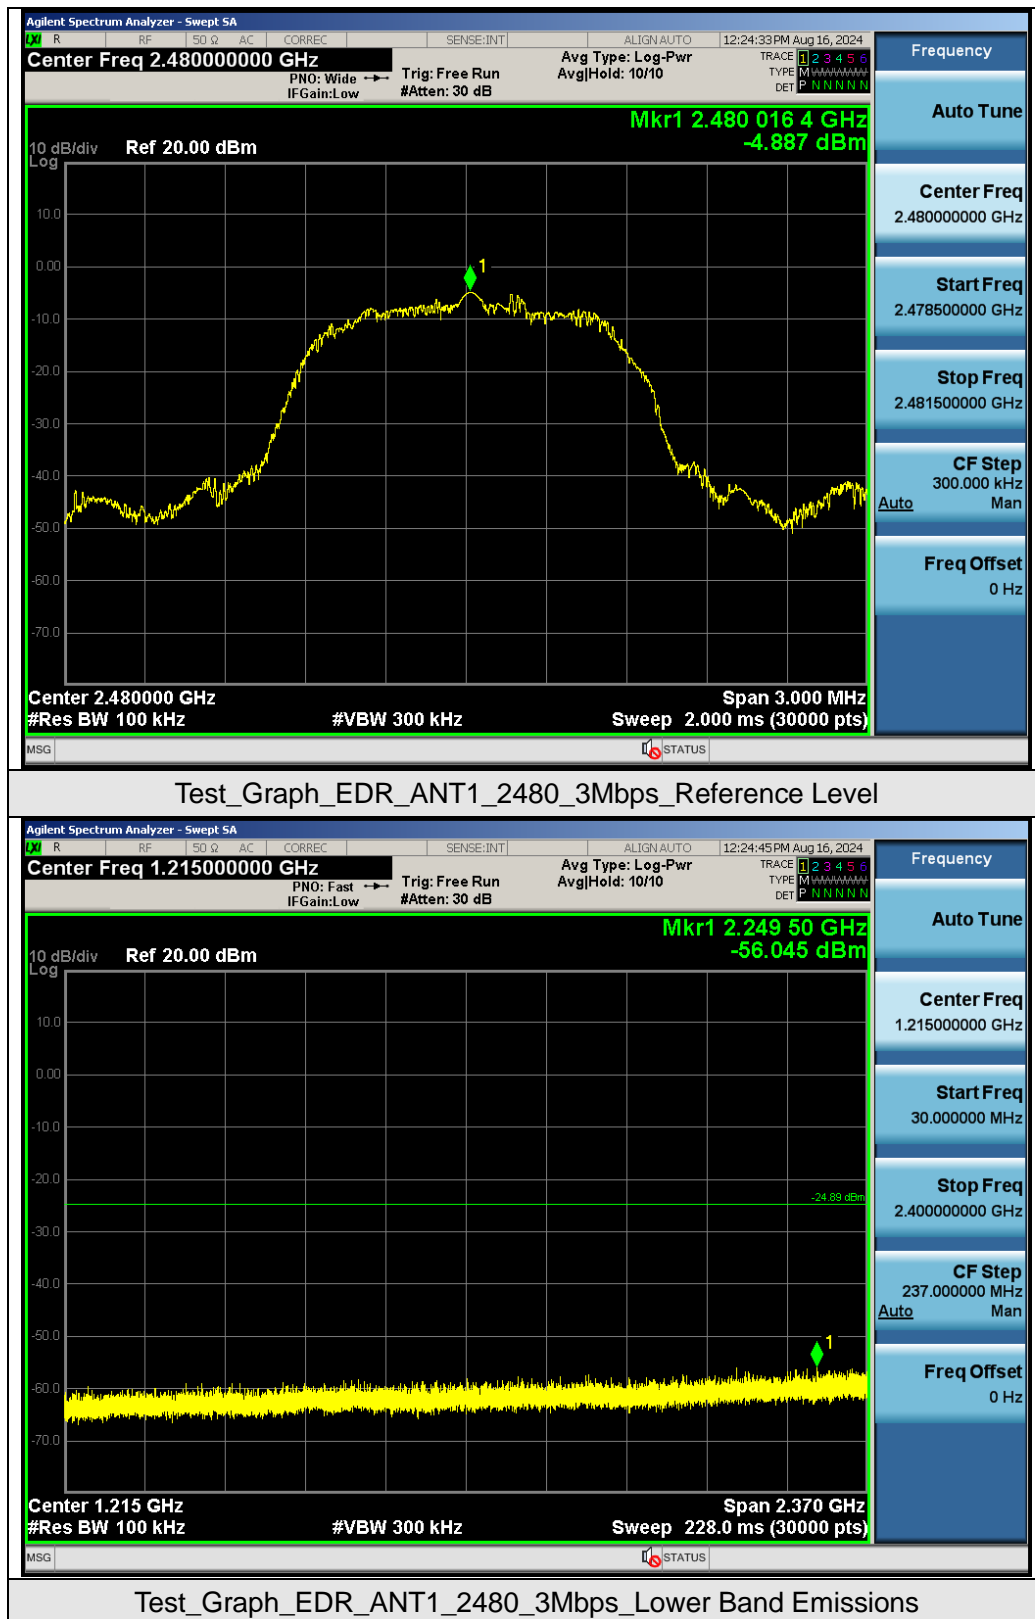 Agilent Spectrum Analyzer - Swept SA
LXI R RF 50 Ω AC CORREC SENSE:INT ALIGN AUTO 12:24:33 PM Aug 16, 2024
Center Freq 2.480000000 GHz
PNO: Wide
IFGain:Low
Trig: Free Run
#Atten: 30 dB
Avg Type: Log-Pwr
Avg|Hold: 10/10
TRACE 1 2 3 4 5 6
TYPE M WWWWW
DET P N N N N N
Mkr1 2.480 016 4 GHz
-4.887 dBm
10 dB/div Ref 20.00 dBm
Log
10.0
0.00
-10.0
-20.0
-30.0
-40.0
-50.0
-60.0
-70.0
1
Center 2.480000 GHz Span 3.000 MHz
#Res BW 100 kHz #VBW 300 kHz Sweep 2.000 ms (30000 pts)
MSG STATUS
Frequency
Auto Tune
Center Freq
2.480000000 GHz
Start Freq
2.478500000 GHz
Stop Freq
2.481500000 GHz
CF Step
300.000 kHz
Auto Man
Freq Offset
0 Hz
Test_Graph_EDR_ANT1_2480_3Mbps_Reference Level
Agilent Spectrum Analyzer - Swept SA
LXI R RF 50 Ω AC CORREC SENSE:INT ALIGN AUTO 12:24:45 PM Aug 16, 2024
Center Freq 1.215000000 GHz
PNO: Fast
IFGain:Low
Trig: Free Run
#Atten: 30 dB
Avg Type: Log-Pwr
Avg|Hold: 10/10
TRACE 1 2 3 4 5 6
TYPE M WWWWW
DET P N N N N N
Mkr1 2.249 50 GHz
-56.045 dBm
10 dB/div Ref 20.00 dBm
Log
10.0
0.00
-10.0
-20.0
-24.89 dBm
-30.0
-40.0
-50.0
-60.0
-70.0
1
Center 1.215 GHz Span 2.370 GHz
#Res BW 100 kHz #VBW 300 kHz Sweep 228.0 ms (30000 pts)
MSG STATUS
Frequency
Auto Tune
Center Freq
1.215000000 GHz
Start Freq
30.000000 MHz
Stop Freq
2.400000000 GHz
CF Step
237.000000 MHz
Auto Man
Freq Offset
0 Hz
Test_Graph_EDR_ANT1_2480_3Mbps_Lower Band Emissions